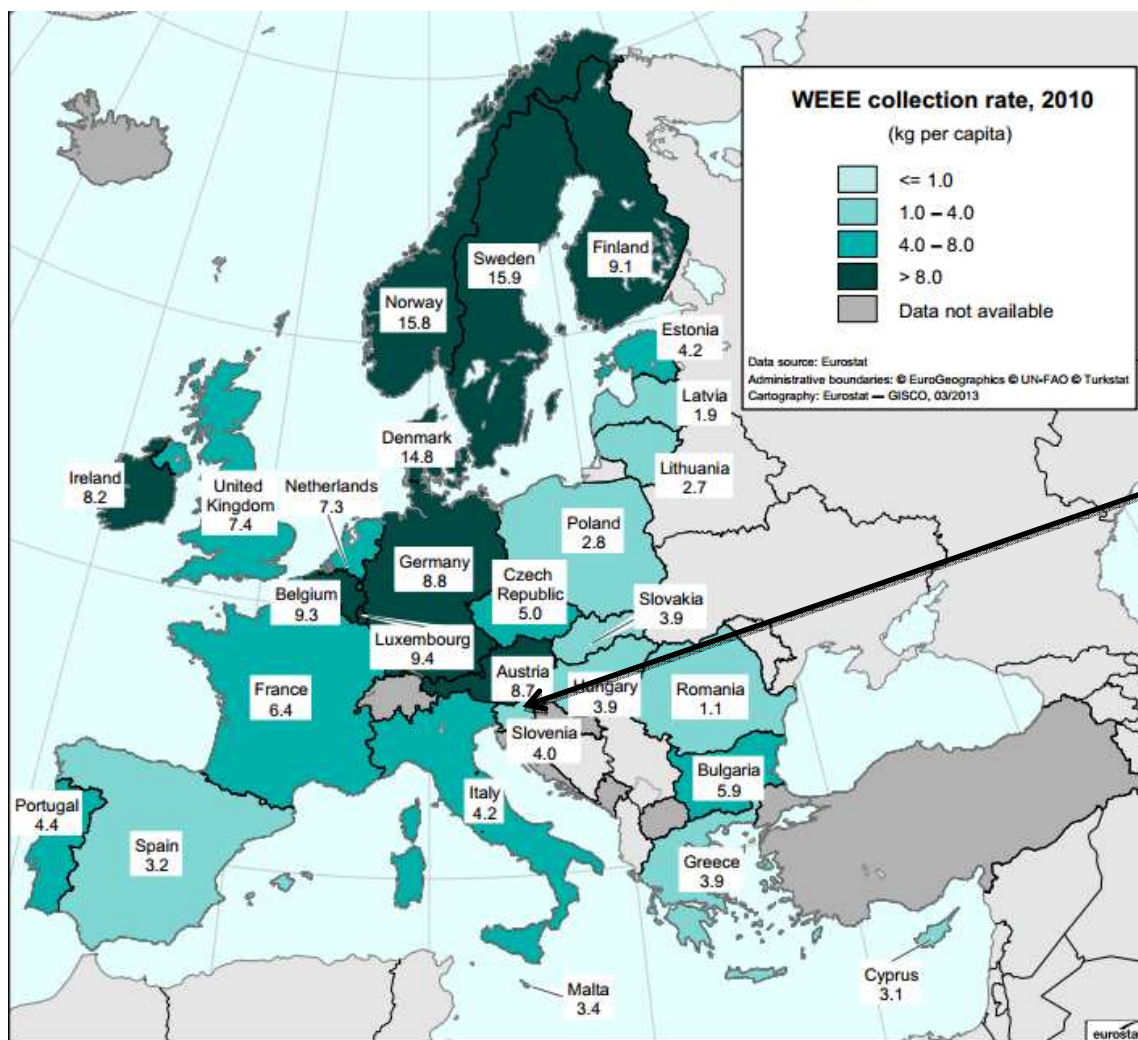 WEEE collection rate, 2010
(kg per capita)
<= 1.0
1.0 – 4.0
4.0 – 8.0
> 8.0
Data not available
Data source: Eurostat
Administrative boundaries: © EuroGeographics © UN•FAO © Turkstat
Cartography: Eurostat — GISCO, 03/2013
Finland
9.1
Sweden
15.9
Norway
15.8
Estonia
4.2
Latvia
1.9
Denmark
14.8
Lithuania
2.7
Ireland
8.2
United
Kingdom
7.4
Netherlands
7.3
Poland
2.8
Germany
8.8
Czech
Republic
5.0
Belgium
9.3
Slovakia
3.9
Luxembourg
9.4
Austria
8.7
Hungary
3.9
France
6.4
Romania
1.1
Slovenia
4.0
Bulgaria
5.9
Italy
4.2
Portugal
4.4
Spain
3.2
Greece
3.9
Cyprus
3.1
Malta
3.4
eurosta